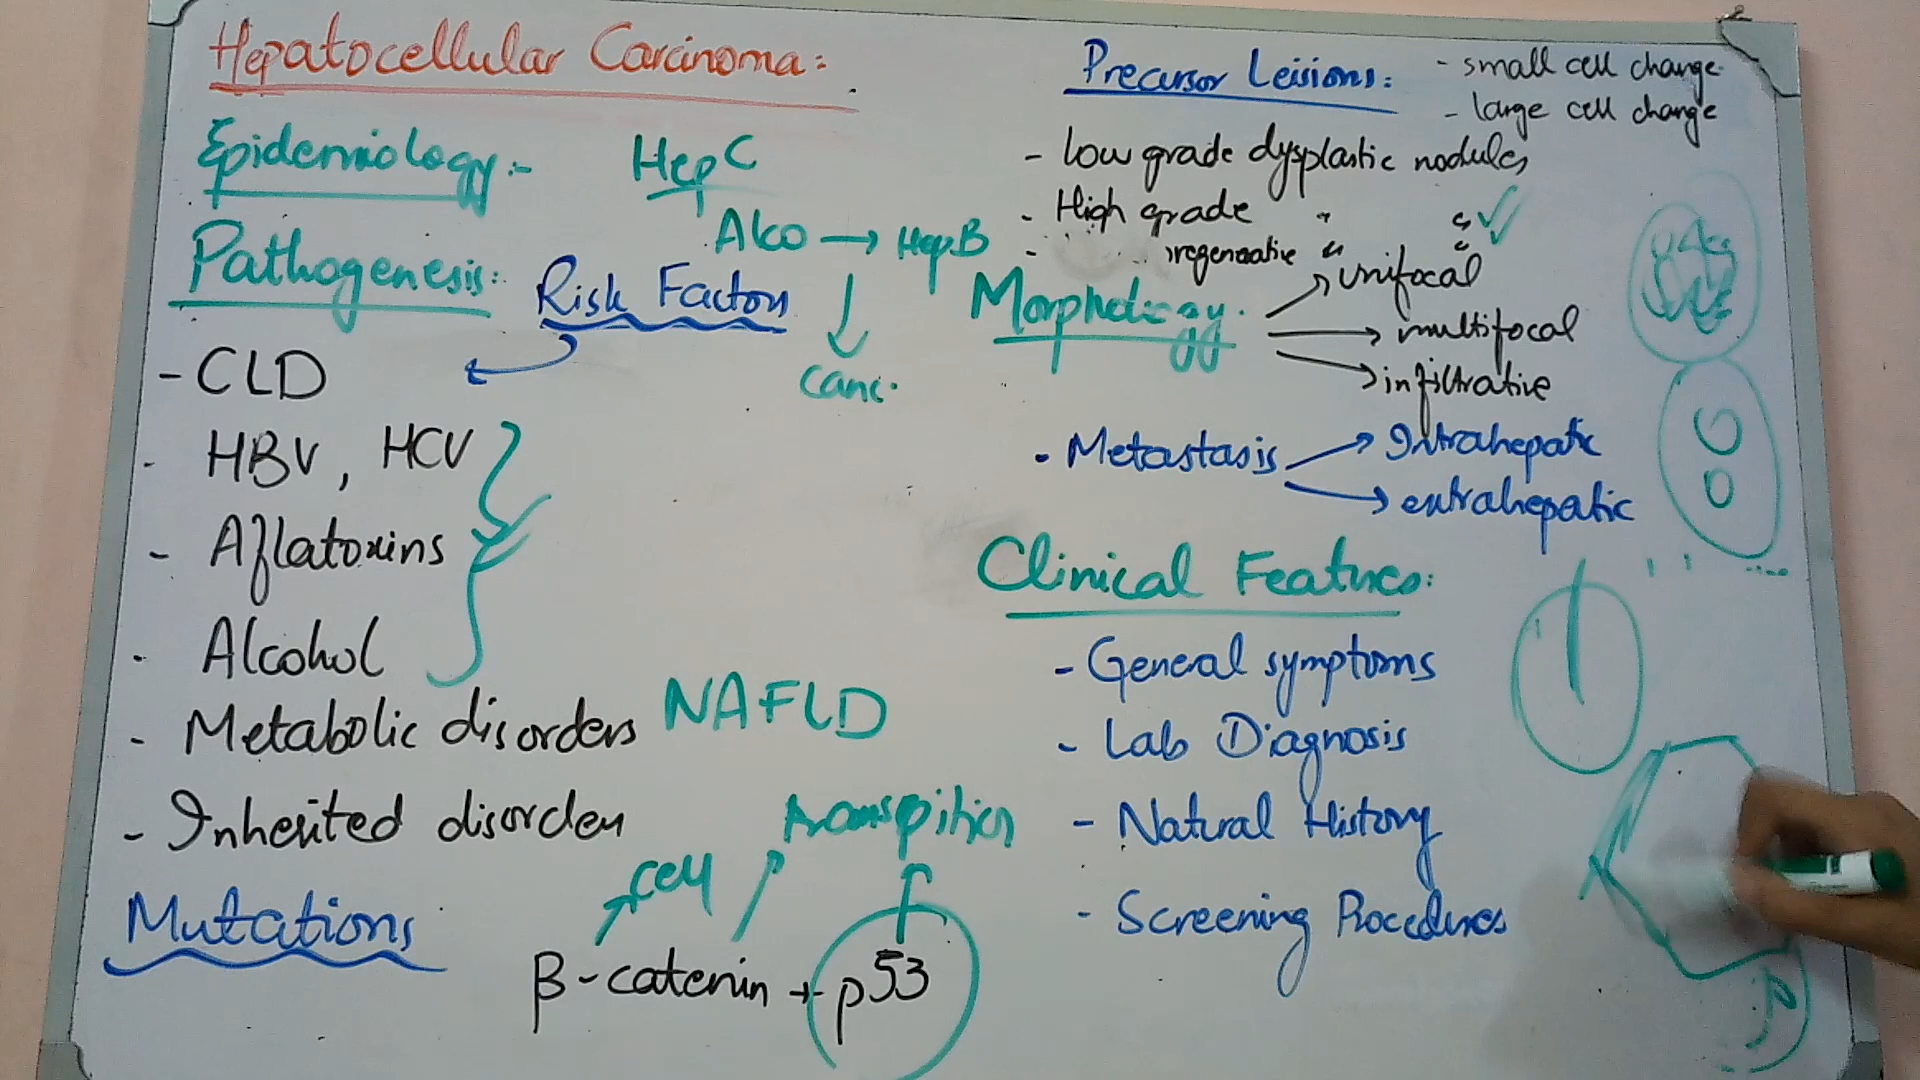 Hepatocellular Carcinoma:
Epidemiology:-
Hep C
Alco → Hep.B
Canc.
Pathogenesis:
Risk Factors
- CLD
- HBV, HCV
- Aflatoxins
- Alcohol
- Metabolic disorders NAFLD
- Inherited disorders
Mutations
cell
β-catenin + p53
Precursor Leisions:
- small cell change
- large cell change
- low grade dysplastic nodules
- High grade " "
- regenerative " "
Morphology
unifocal
multifocal
infiltrative
. Metastasis
Intrahepatic
extrahepatic
Clinical Features:
- General symptoms
- Lab Diagnosis
- Natural History
- Screening Procedures